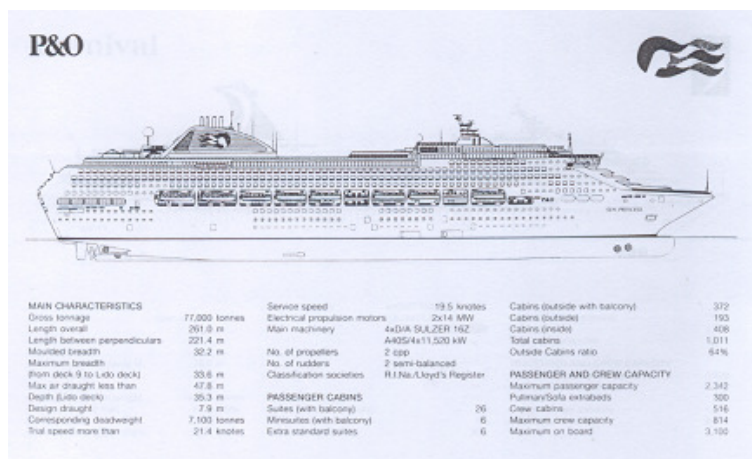 P&O
P&O
SUN PRINCESS
MAIN CHARACTERISTICS
Gross tonnage 77.000 tonnes
Length overall 261.0 m
Length between perpendiculars 221.4 m
Moulded breadth 32.2 m
Maximum breadth
(from deck 9 to Lido deck) 33.6 m
Max air draught less than 47.8 m
Depth (Lido deck) 35.3 m
Design draught 7.9 m
Corresponding deadweight 7,100 tonnes
Trial speed more than 21.4 knotes
Service speed 19.5 knotes
Electrical propulsion motors 2x14 MW
Main machinery 4xD/A SULZER 16Z
A40S/4x11,520 kW
No. of propellers 2 cpp
No. of rudders 2 semi-balanced
Classification societies R.I.Na./Lloyd's Register
PASSENGER CABINS
Suites (with balcony) 26
Minisuites (with balcony) 6
Extra standard suites 6
Cabins (outside with balcony) 372
Cabins (outside) 193
Cabins (inside) 408
Total cabins 1,011
Outside Cabins ratio 64%
PASSENGER AND CREW CAPACITY
Maximum passenger capacity 2,342
Pullman/Sofa extrabeds 300
Crew cabins 516
Maximum crew capacity 814
Maximum on board 3,100